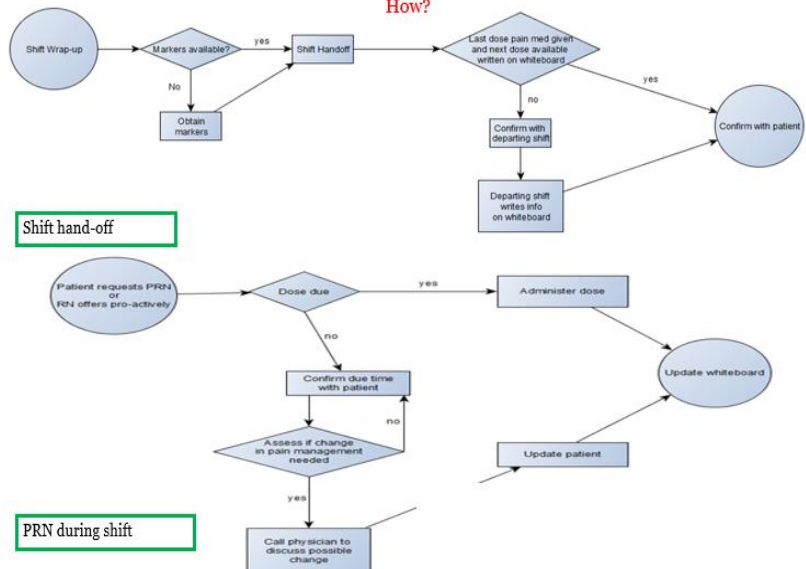 How?
Shift Wrap-up
Markers available?
yes
No
Obtain
markers
Shift Handoff
Last dose pain med given
and next dose available
written on whiteboard
yes
no
Confirm with
departing shift
Departing shift
writes info
on whiteboard
Confirm with patient
Shift hand-off
Patient requests PRN
or
RN offers pro-actively
Dose due
yes
Administer dose
no
Confirm due time
with patient
Assess if change
in pain management
needed
no
yes
Call physician to
discuss possible
change
Update patient
Update whiteboard
PRN during shift